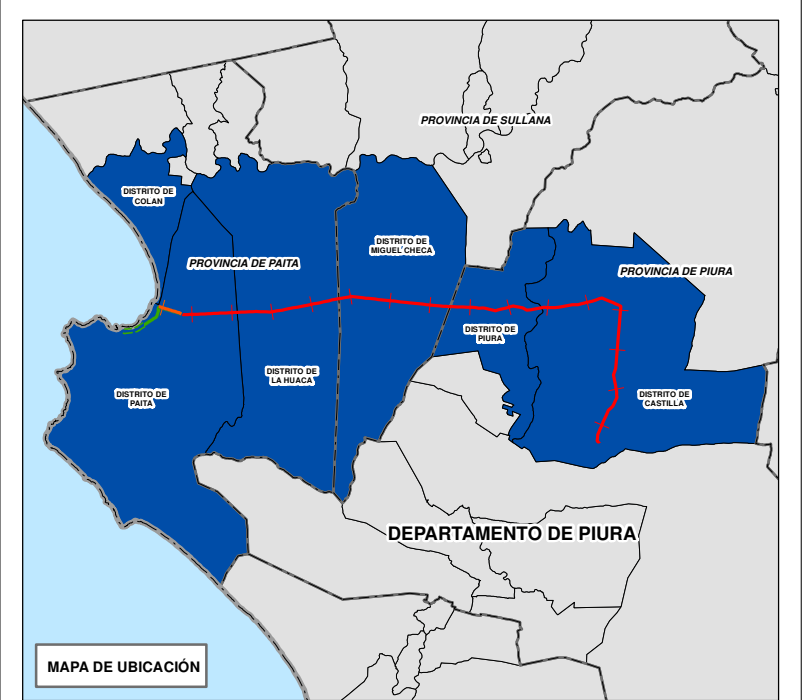 PROVINCIA DE SULLANA
DISTRITO DE
COLAN
DISTRITO DE
MIGUEL CHECA
PROVINCIA DE PAITA
PROVINCIA DE PIURA
DISTRITO DE
PIURA
DISTRITO DE
LA HUACA
DISTRITO DE
PAITA
DISTRITO DE
CASTILLA
DEPARTAMENTO DE PIURA
MAPA DE UBICACIÓN